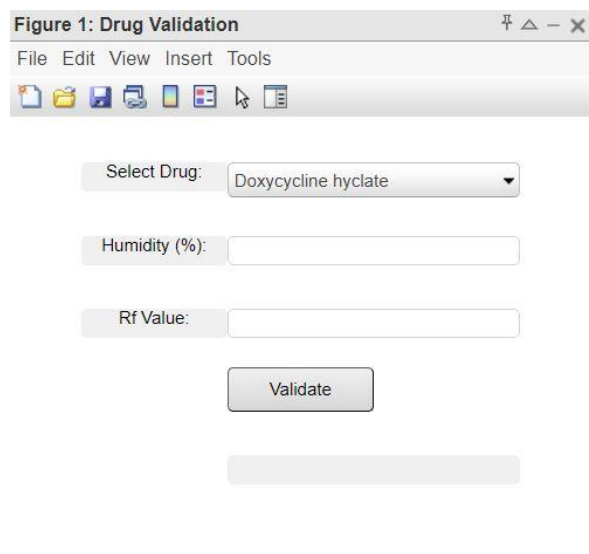 Figure 1: Drug Validation
File Edit View Insert Tools
Select Drug: Doxycycline hyclate
Humidity (%):
Rf Value:
Validate